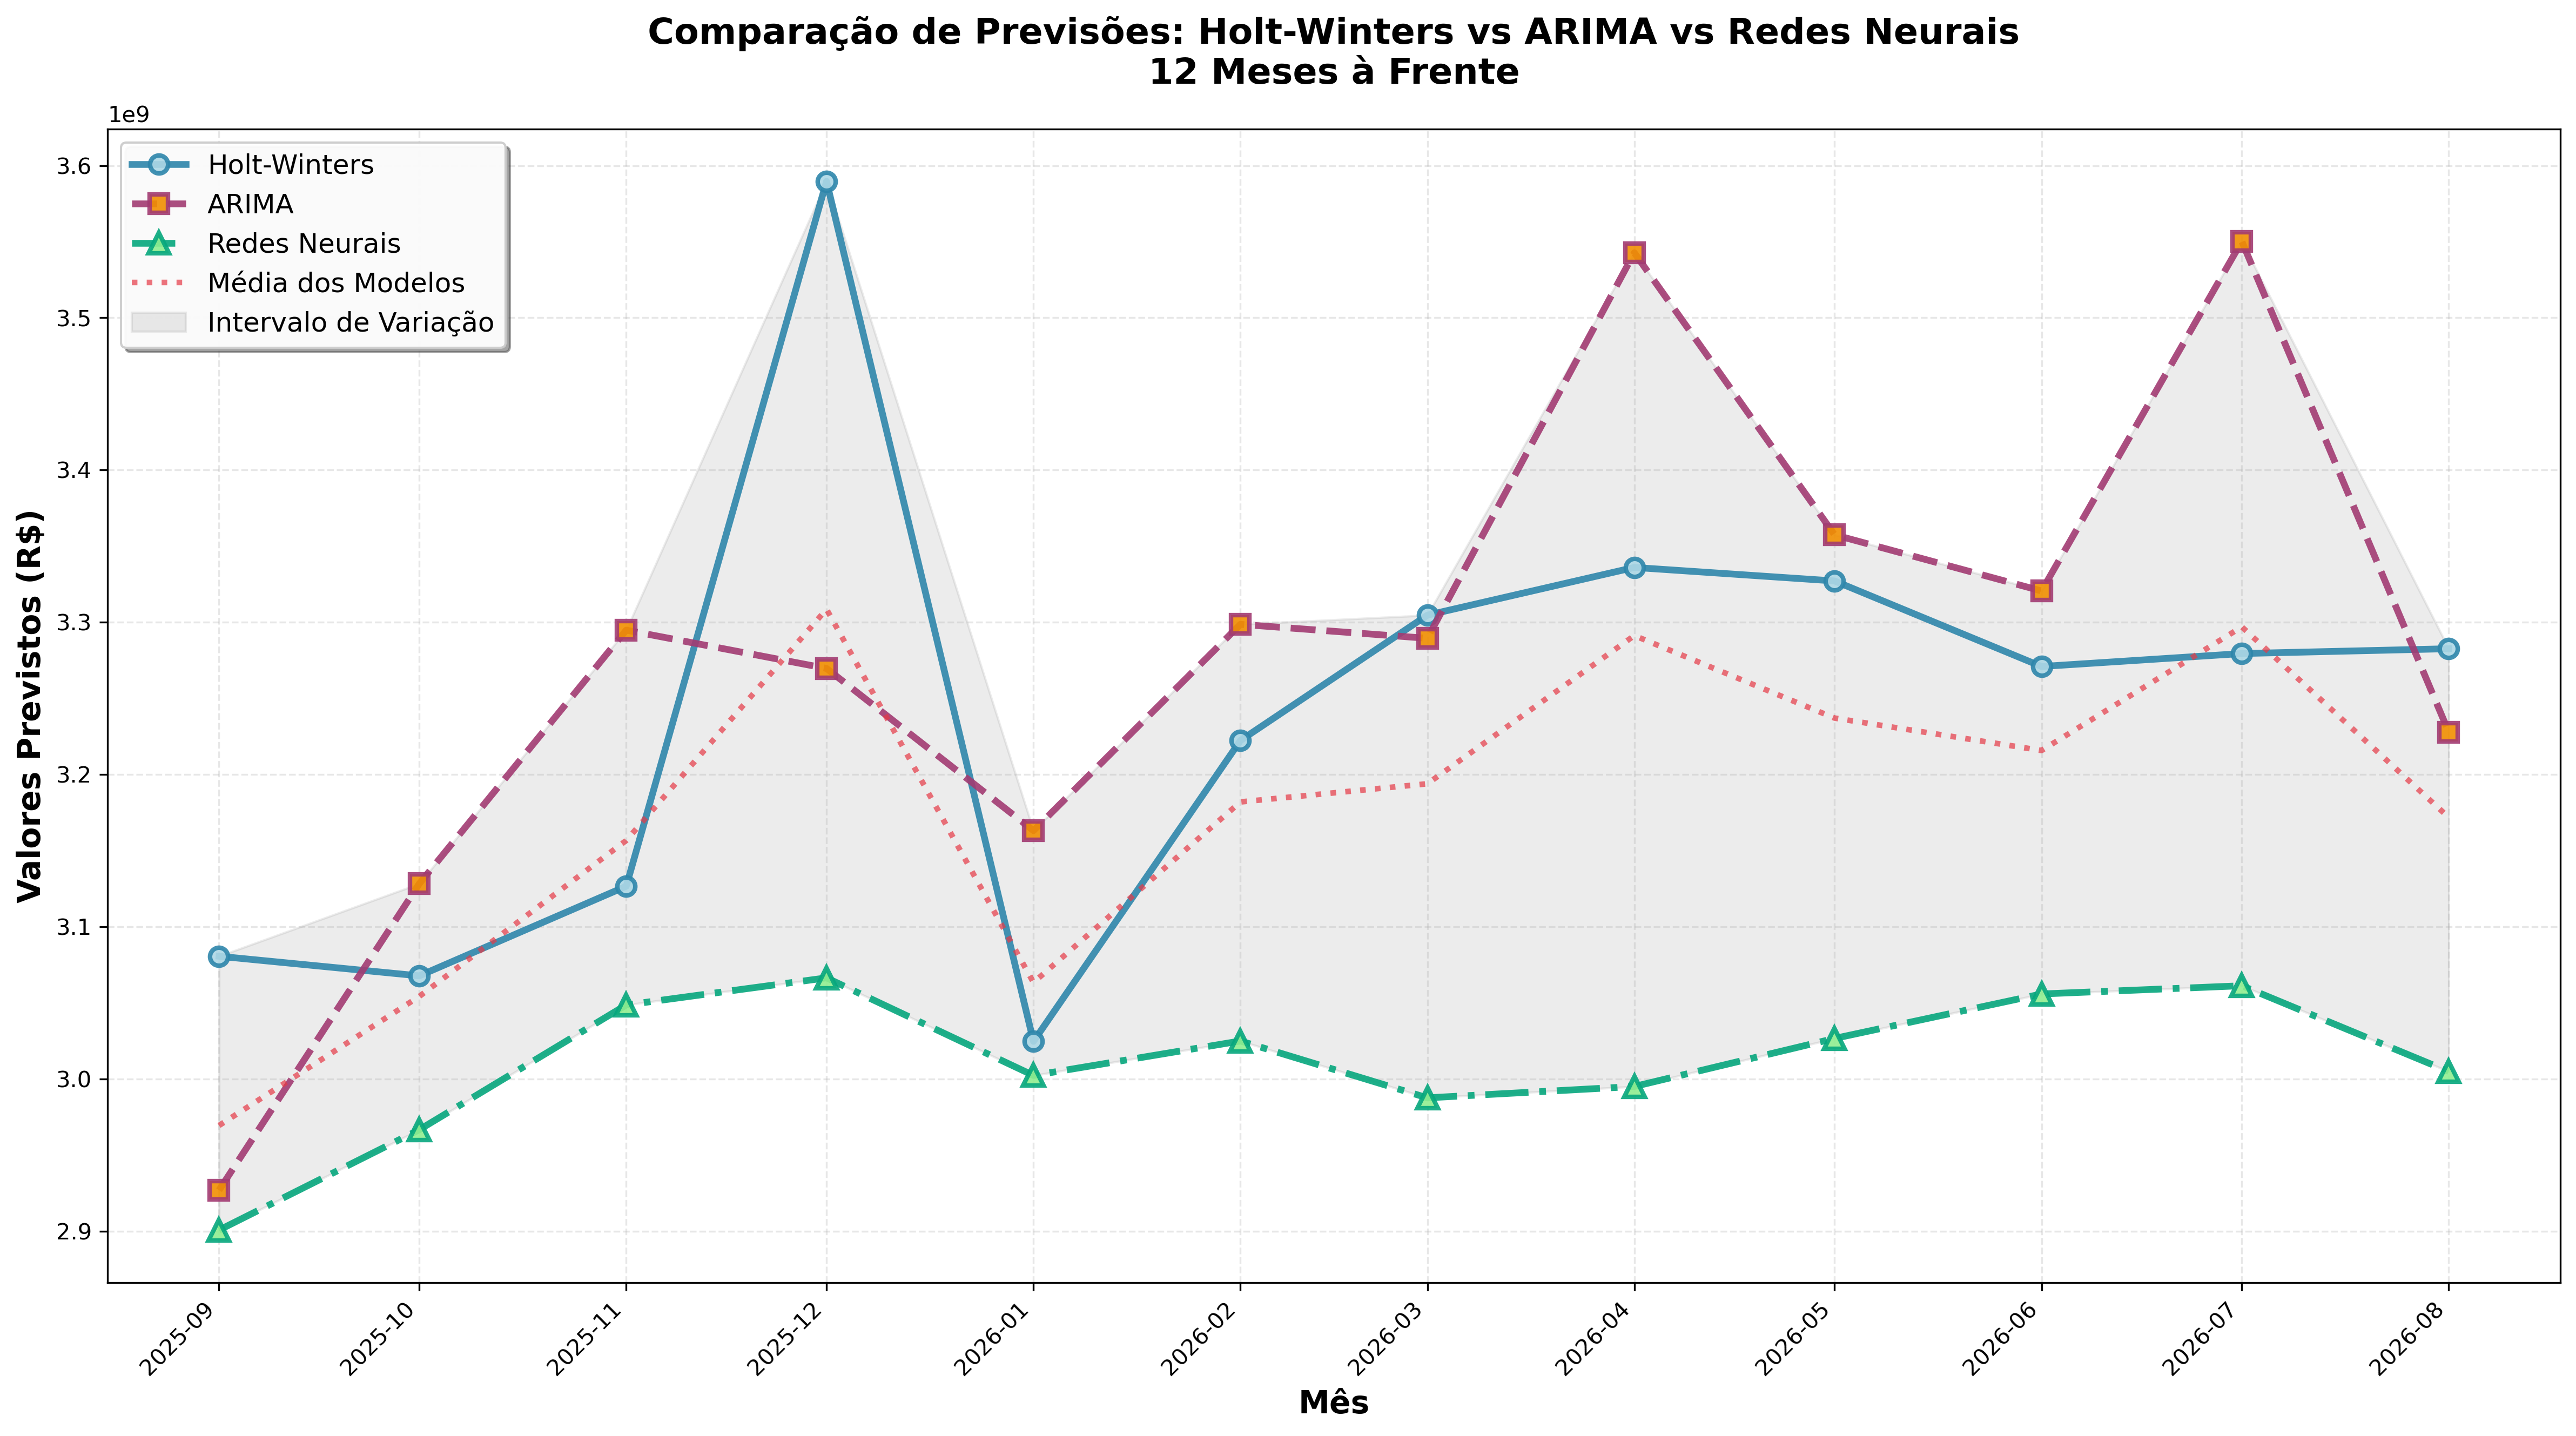 Comparação de Previsões: Holt-Winters vs ARIMA vs Redes Neurais
12 Meses à Frente
1e9
Holt-Winters
ARIMA
Redes Neurais
Média dos Modelos
Intervalo de Variação
3.6
3.5
3.4
3.3
3.2
3.1
3.0
2.9
Valores Previstos (R$)
2025-09
2025-10
2025-11
2025-12
2026-01
2026-02
2026-03
2026-04
2026-05
2026-06
2026-07
2026-08
Mês